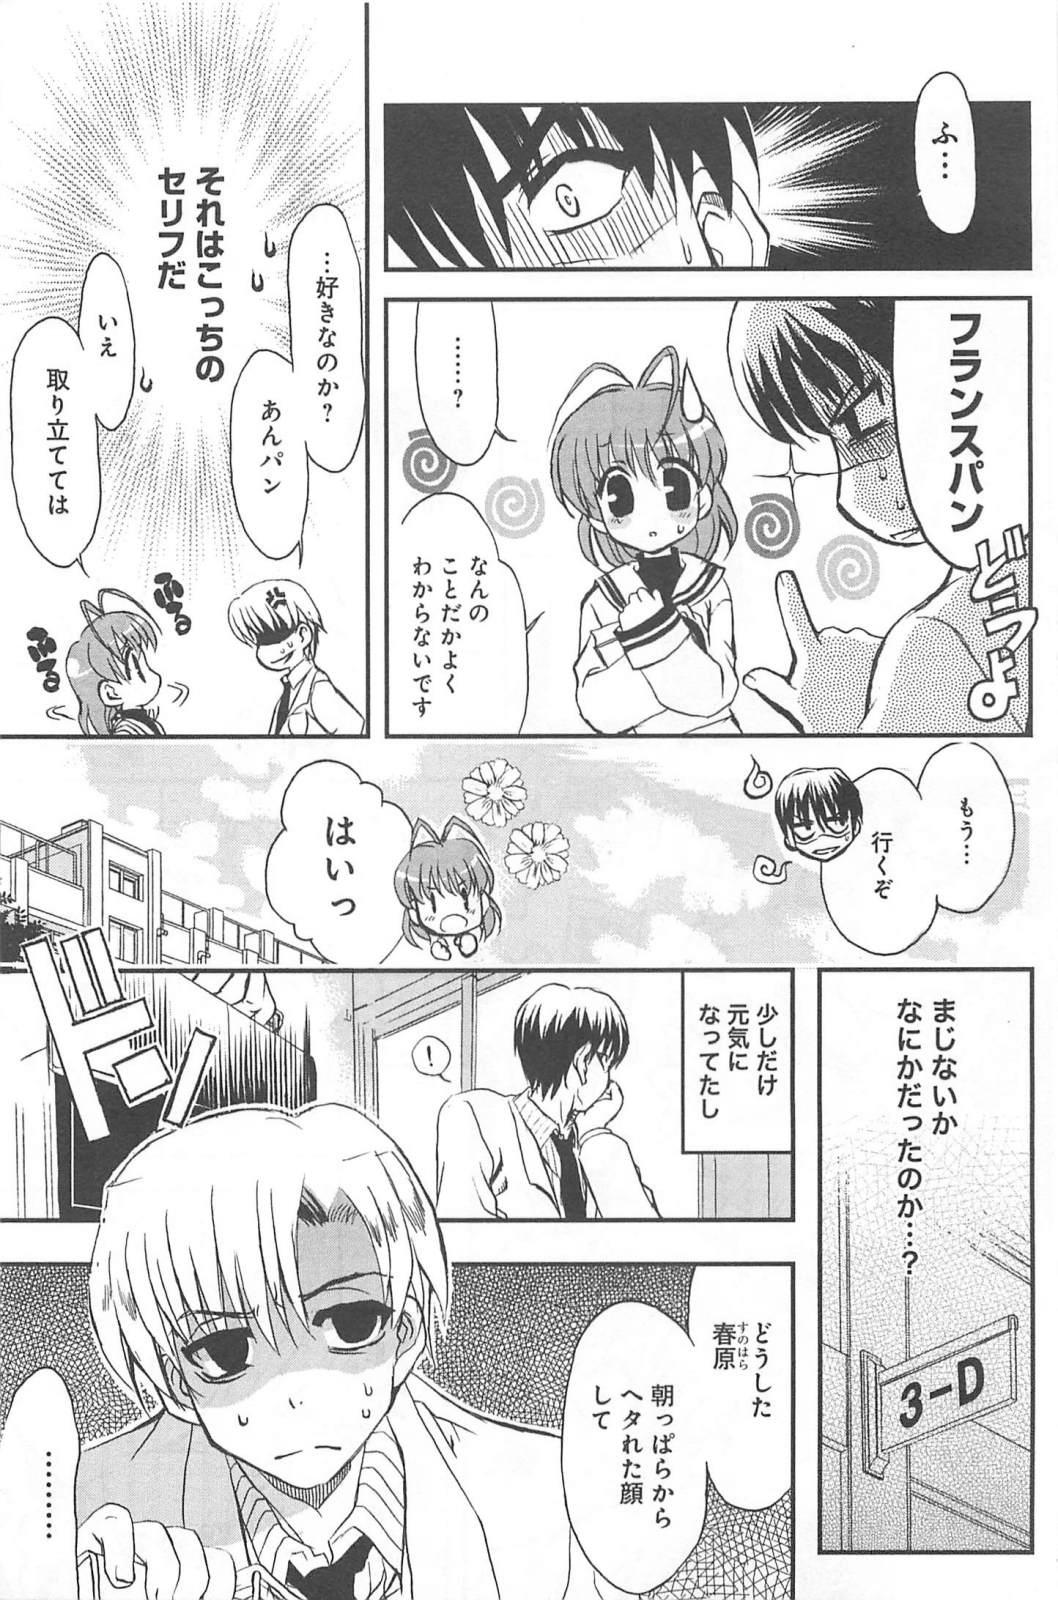 ふ…
フランスパン
どっよ
……?
なんの
ことだかよく
わからないです
それはこっちの
セリフだ
…好きなのか?
あんパン
いえ
取り立てては
ふるふる
ふるふる
もう…
行くぞ
はいっ
まじないか
なにかだったのか…?
3-D
少しだけ
元気に
なってたし
!
ドン
どうした
春原
すのはら
朝っぱらから
ヘタれた顔
して
………